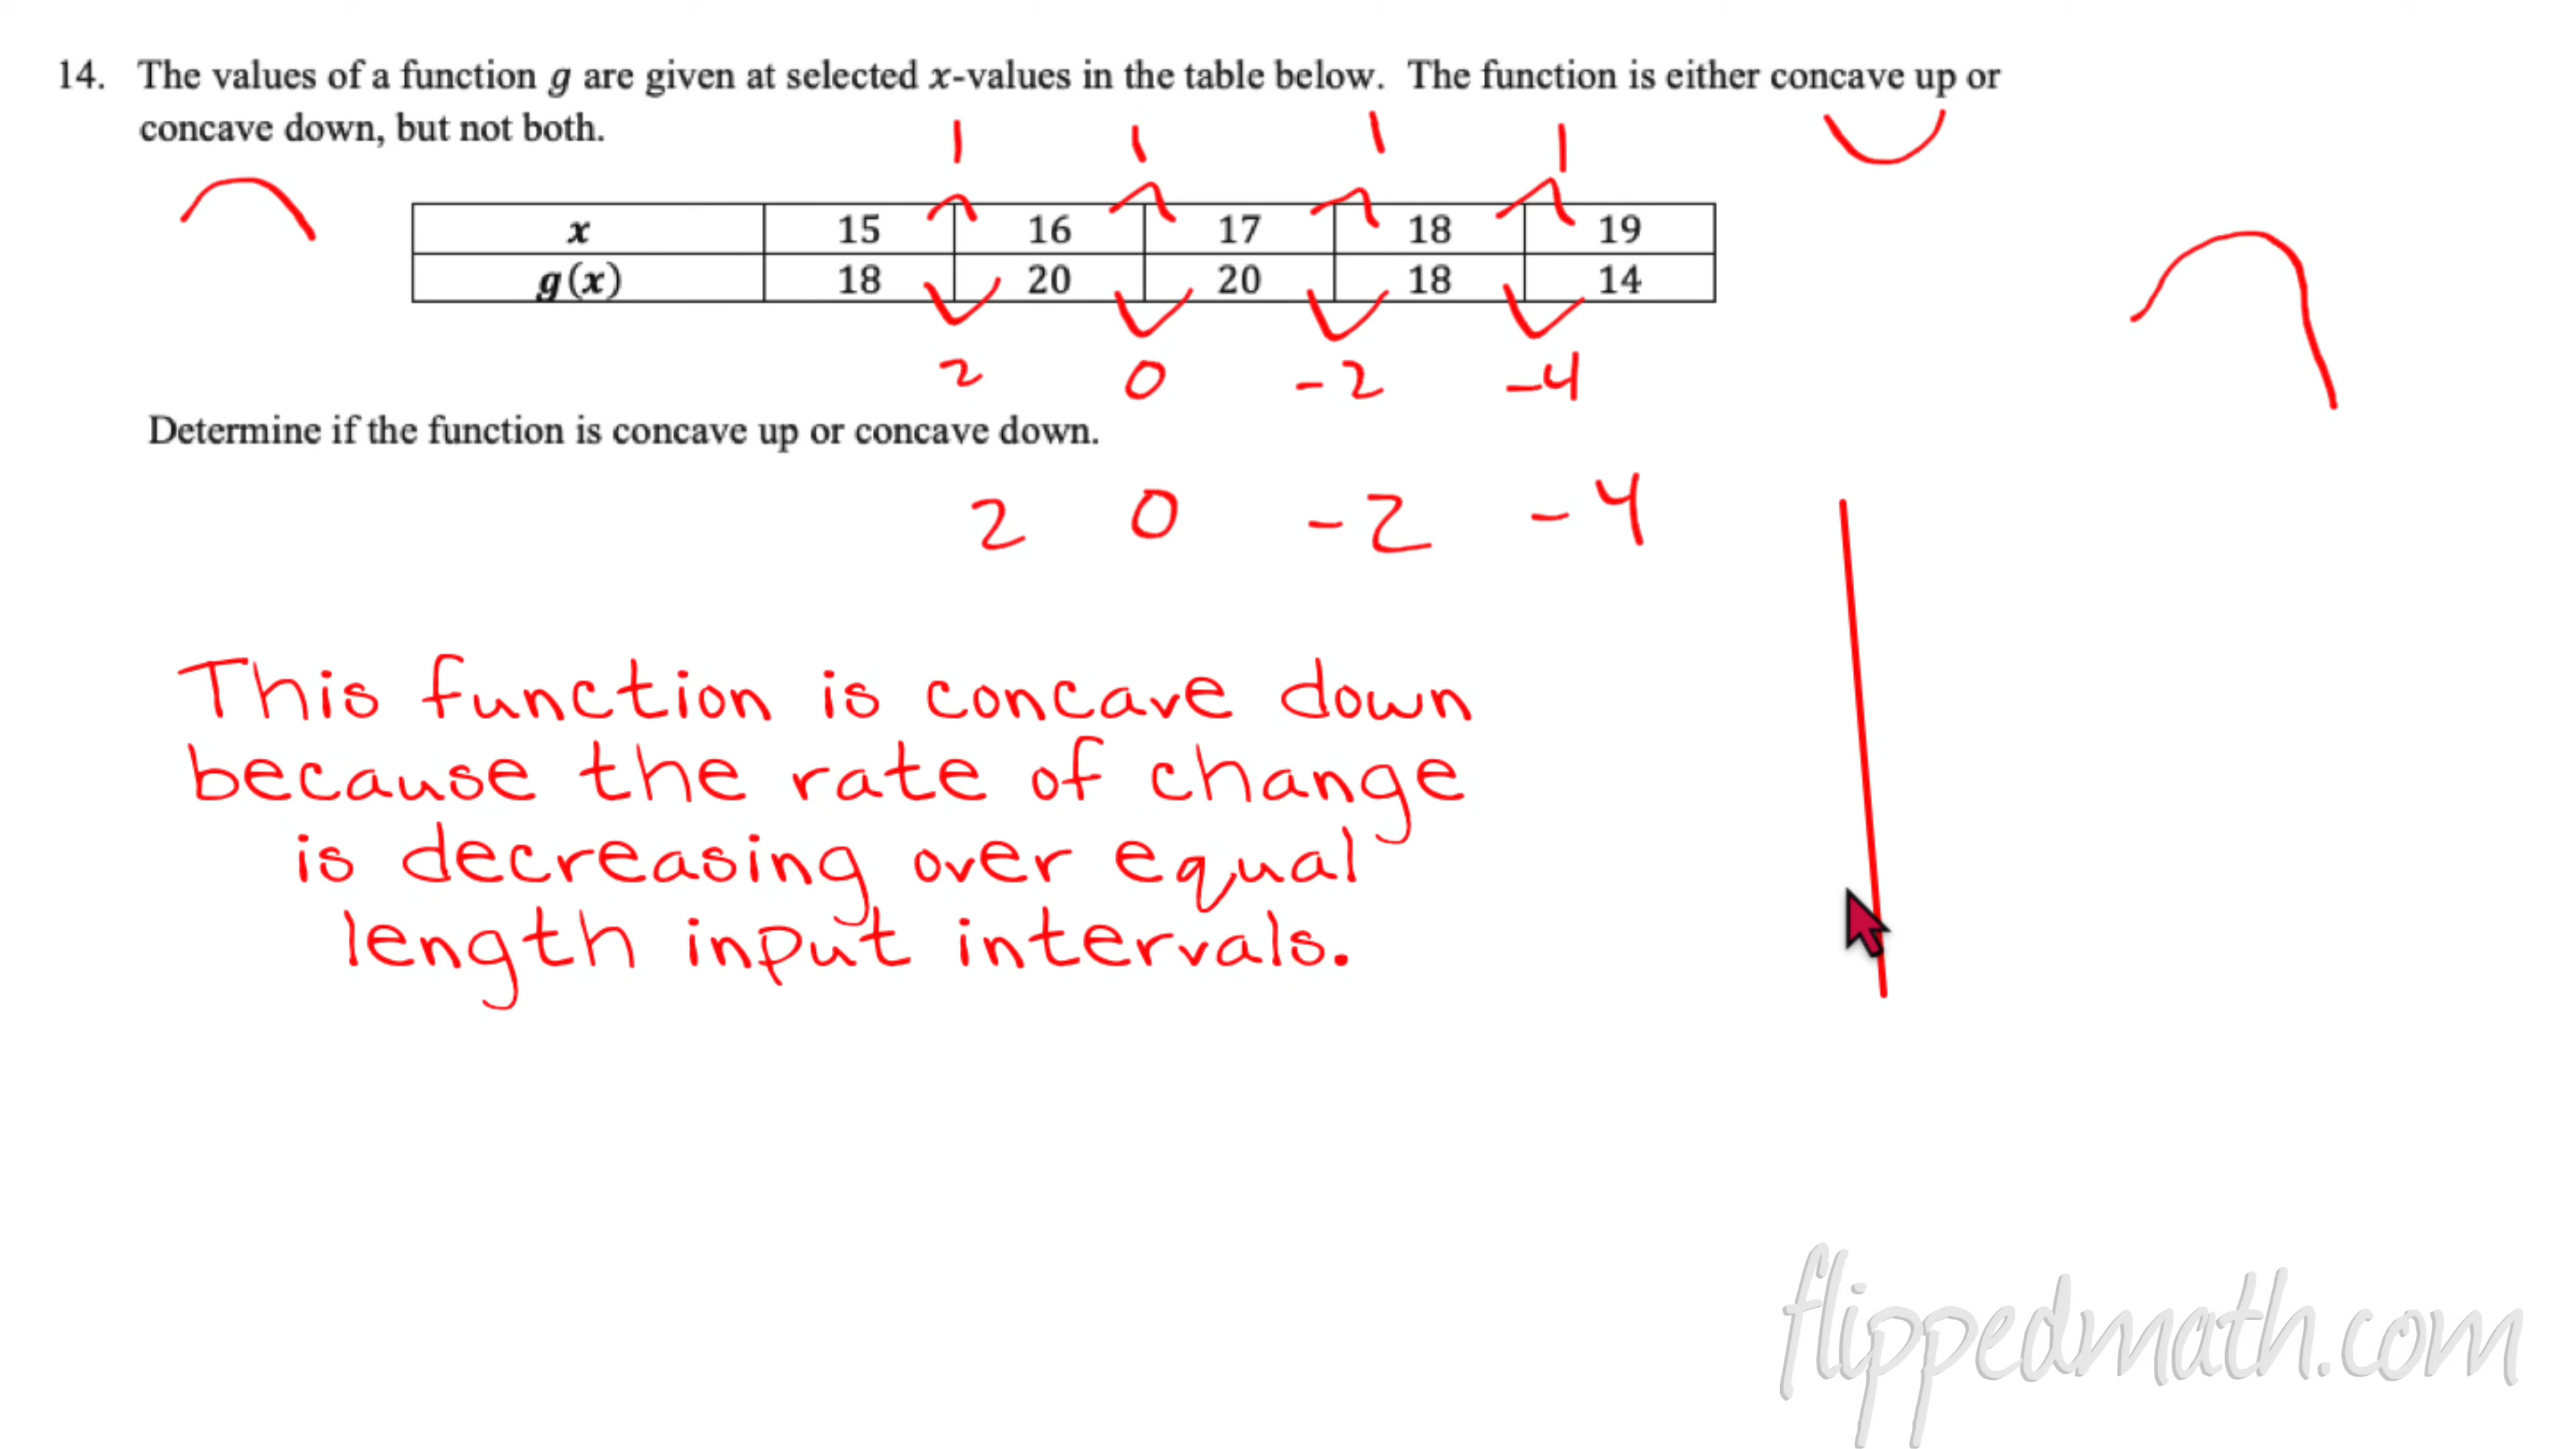 14. The values of a function g are given at selected x-values in the table below. The function is either concave up or
concave down, but not both.
1 1 1 1
x 15 16 17 18 19
g(x) 18 20 20 18 14
2 0 -2 -4
Determine if the function is concave up or concave down.
2 0 -2 -4
This function is concave down
because the rate of change
is decreasing over equal
length input intervals.
flippedmath.com